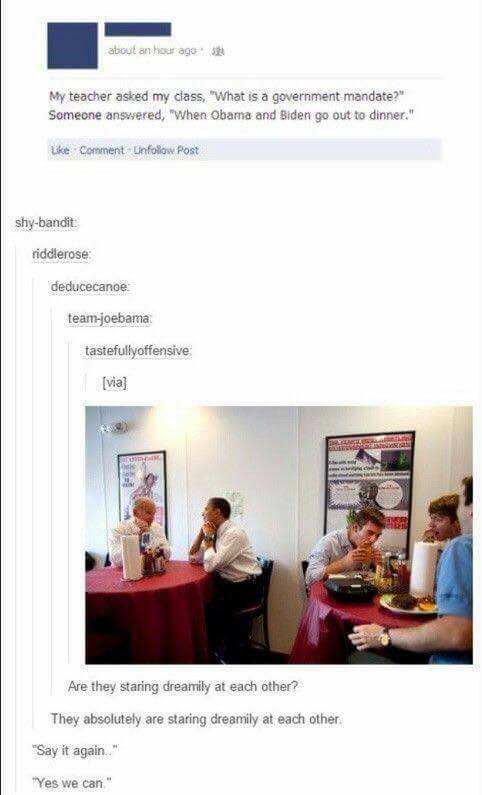 about an hour ago
My teacher asked my class, "What is a government mandate?"
Someone answered, "When Obama and Biden go out to dinner."
Like · Comment · Unfollow Post
shy-bandit:
riddlerose:
deducecanoe:
team-joebama:
tastefullyoffensive:
[via]
Are they staring dreamily at each other?
They absolutely are staring dreamily at each other.
"Say it again.."
"Yes we can."